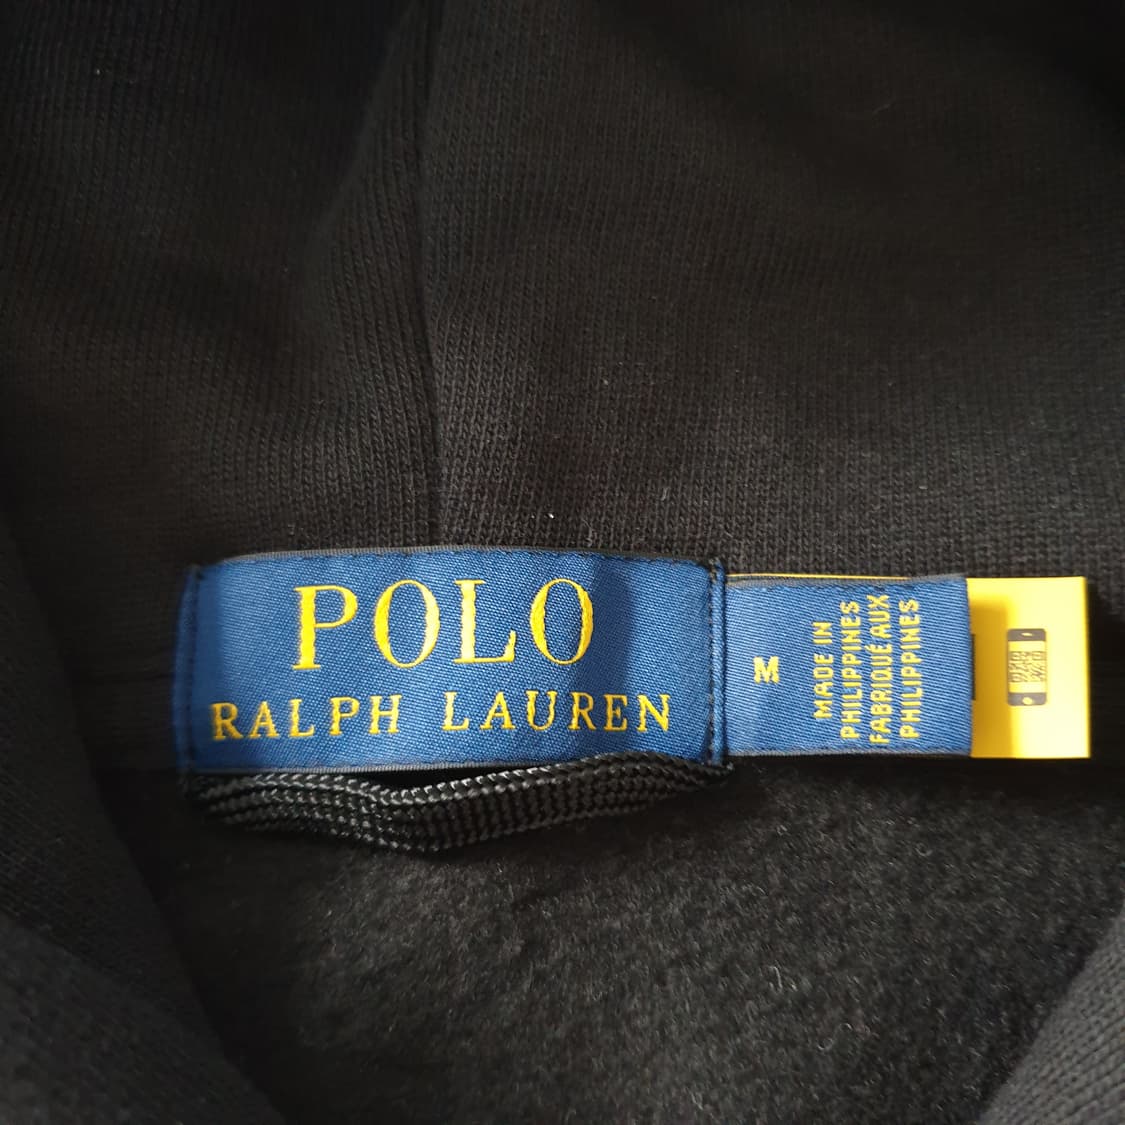 POLO
RALPH LAUREN
M
MADE IN
PHILIPPINES
FABRIQUÉ AUX
PHILIPPINES